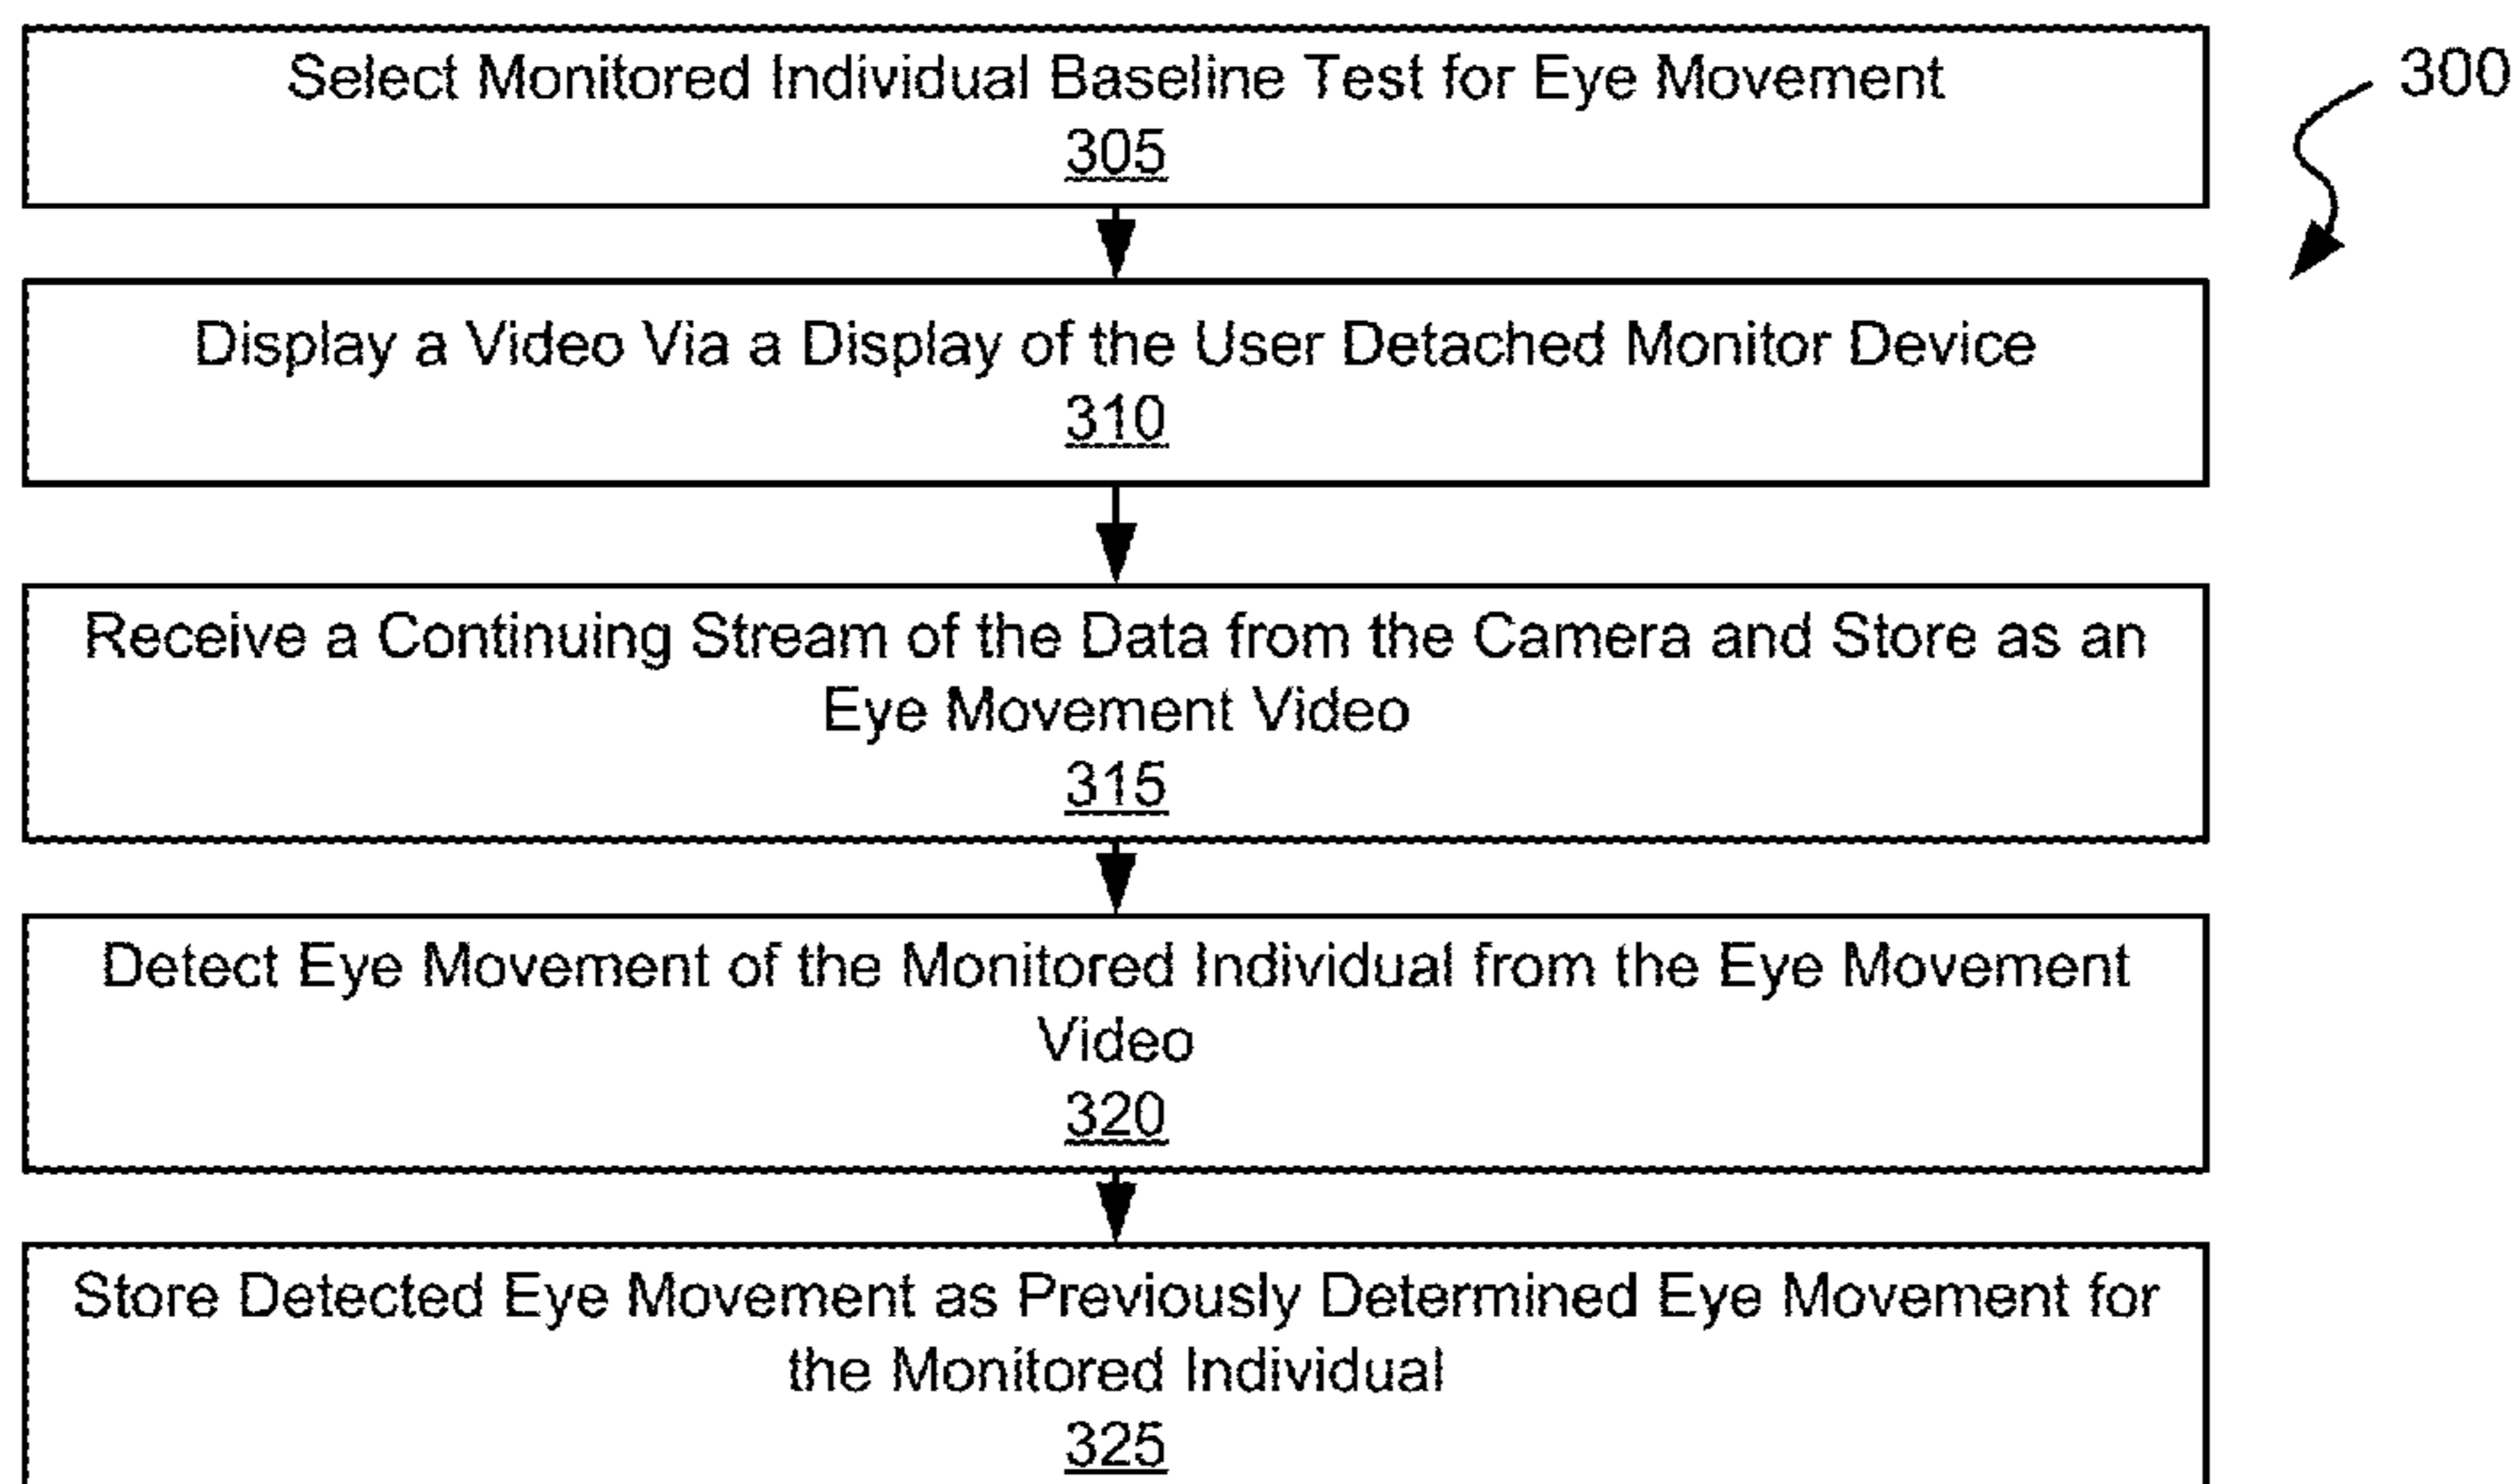 Select Monitored Individual Baseline Test for Eye Movement
305
300
Display a Video Via a Display of the User Detached Monitor Device
310
Receive a Continuing Stream of the Data from the Camera and Store as an
Eye Movement Video
315
Detect Eye Movement of the Monitored Individual from the Eye Movement
Video
320
Store Detected Eye Movement as Previously Determined Eye Movement for
the Monitored Individual
325